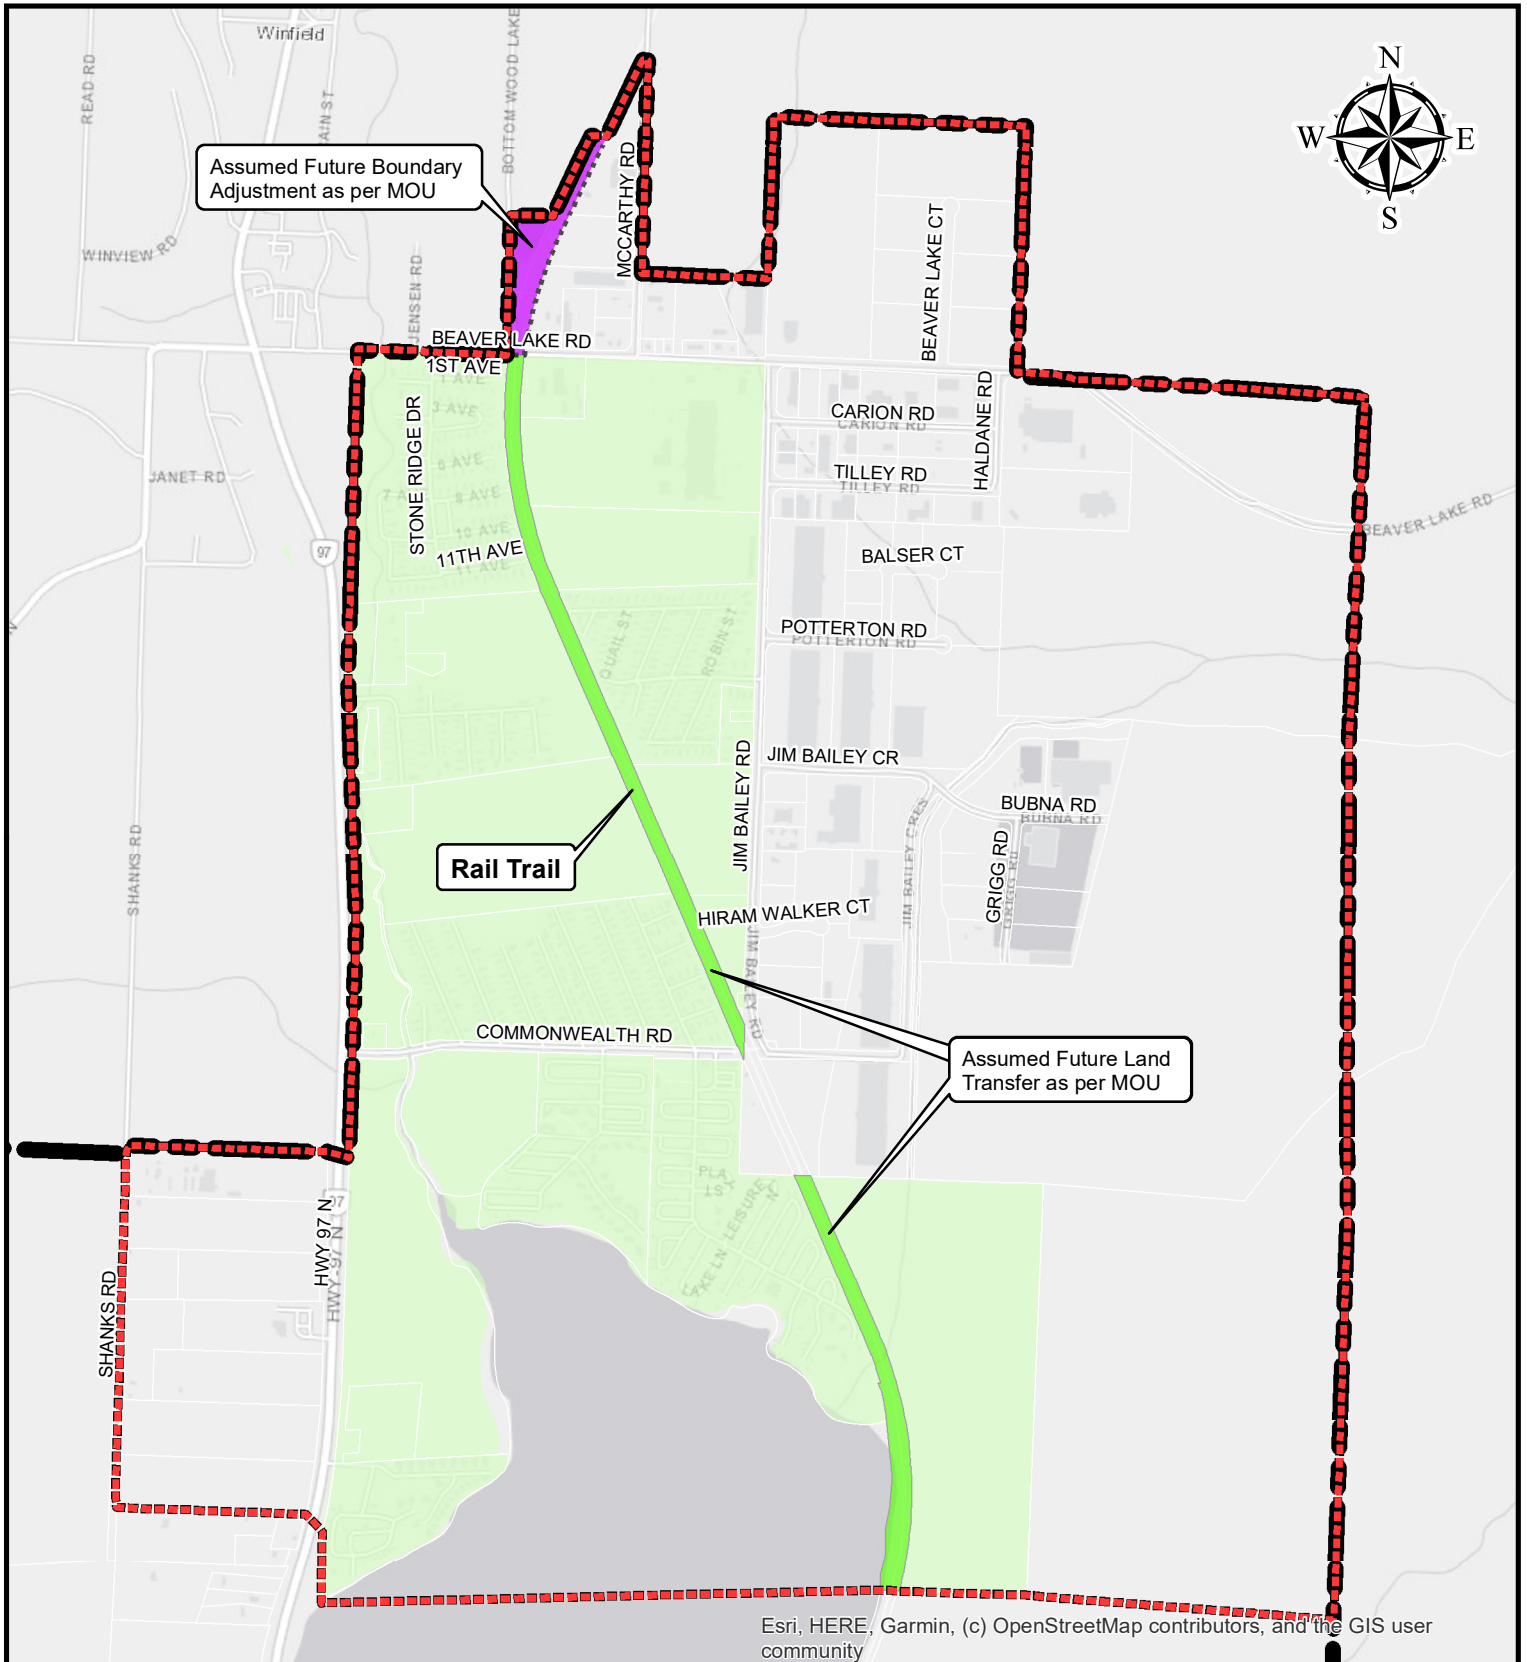 Winfield
READ RD
AIN ST
BOTTOM WOOD LAKE
N
W
E
S
Assumed Future Boundary
Adjustment as per MOU
MCCARTHY RD
WINVIEW RD
JENSEN RD
BEAVER LAKE CT
BEAVER LAKE RD
1ST AVE
1 AVE
3 AVE
STONE RIDGE DR
CARION RD
CARION RD
HALDANE RD
6 AVE
JANET RD
TILLEY RD
TILLEY RD
7 AVE
8 AVE
BEAVER LAKE RD
10 AVE
97
11TH AVE
11 AVE
BALSER CT
QUAIL ST
ROBIN ST
POTTERTON RD
POTTERTON RD
JIM BAILEY RD
JIM BAILEY CR
BUBNA RD
BUBNA RD
SHANKS RD
Rail Trail
JIM BAILEY CRES
GRIGG RD
GRIGG RD
HIRAM WALKER CT
JIM BAILEY RD
COMMONWEALTH RD
Assumed Future Land
Transfer as per MOU
97
HWY 97 N
HWY-97 N
SHANKS RD
Esri, HERE, Garmin, (c) OpenStreetMap contributors, and the GIS user
community